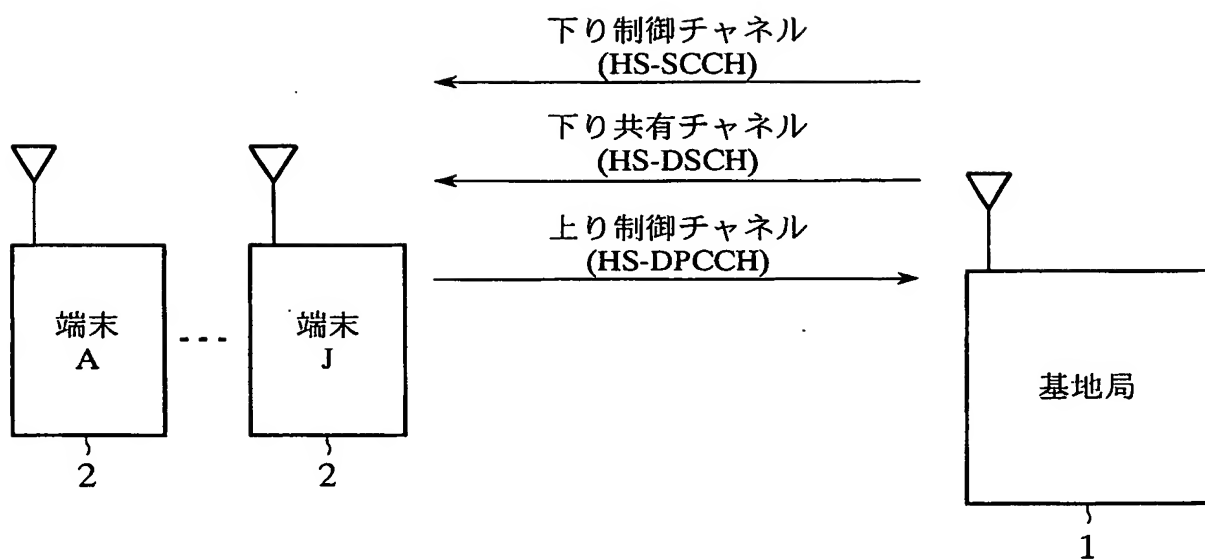 下り制御チャネル
(HS-SCCH)
下り共有チャネル
(HS-DSCH)
上り制御チャネル
(HS-DPCCH)
端末
A
端末
J
基地局
2
2
1